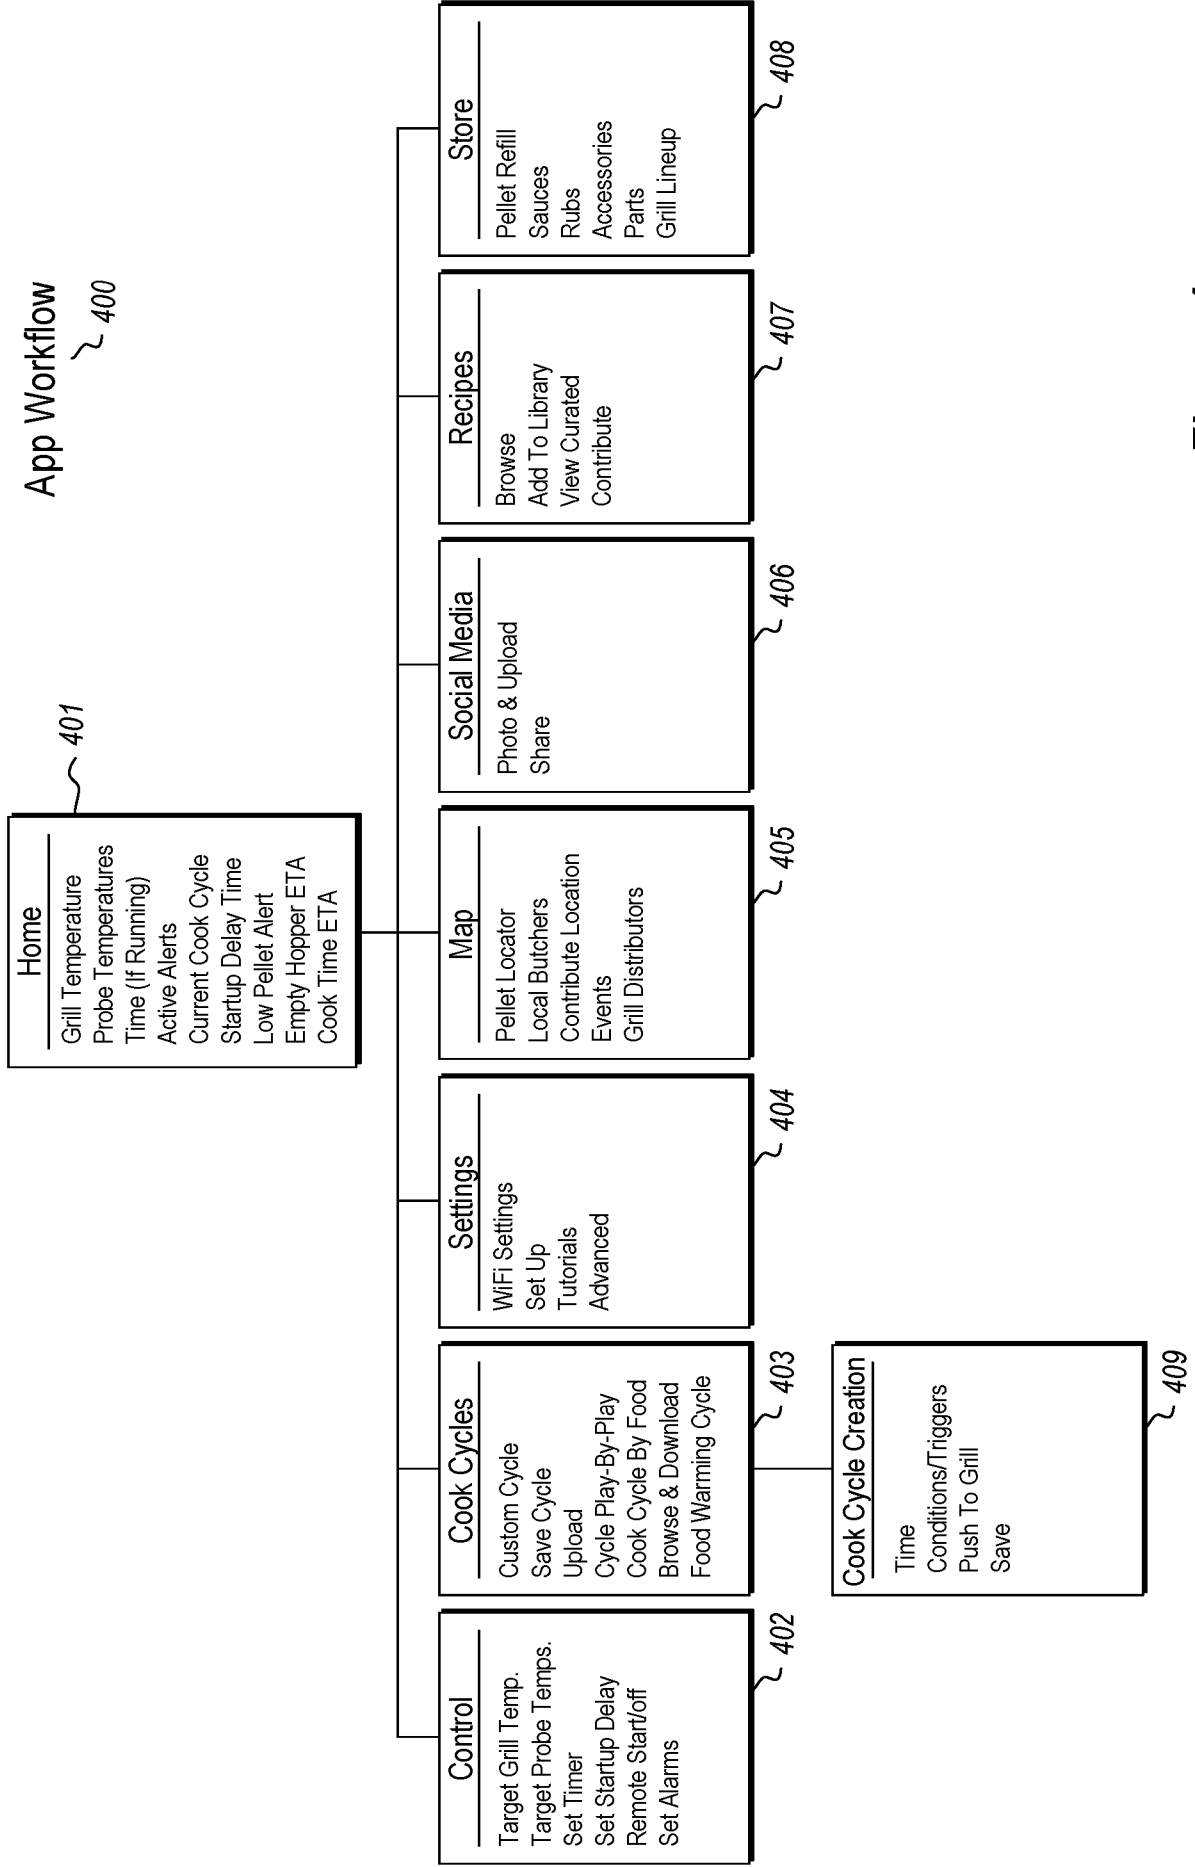 App Workflow
400
Home
Grill Temperature
Probe Temperatures
Time (If Running)
Active Alerts
Current Cook Cycle
Startup Delay Time
Low Pellet Alert
Empty Hopper ETA
Cook Time ETA
401
Control
Target Grill Temp.
Target Probe Temps.
Set Timer
Set Startup Delay
Remote Start/off
Set Alarms
402
Cook Cycles
Custom Cycle
Save Cycle
Upload
Cycle Play-By-Play
Cook Cycle By Food
Browse & Download
Food Warming Cycle
403
Settings
WiFi Settings
Set Up
Tutorials
Advanced
404
Map
Pellet Locator
Local Butchers
Contribute Location
Events
Grill Distributors
405
Social Media
Photo & Upload
Share
406
Recipes
Browse
Add To Library
View Curated
Contribute
407
Store
Pellet Refill
Sauces
Rubs
Accessories
Parts
Grill Lineup
408
Cook Cycle Creation
Time
Conditions/Triggers
Push To Grill
Save
409